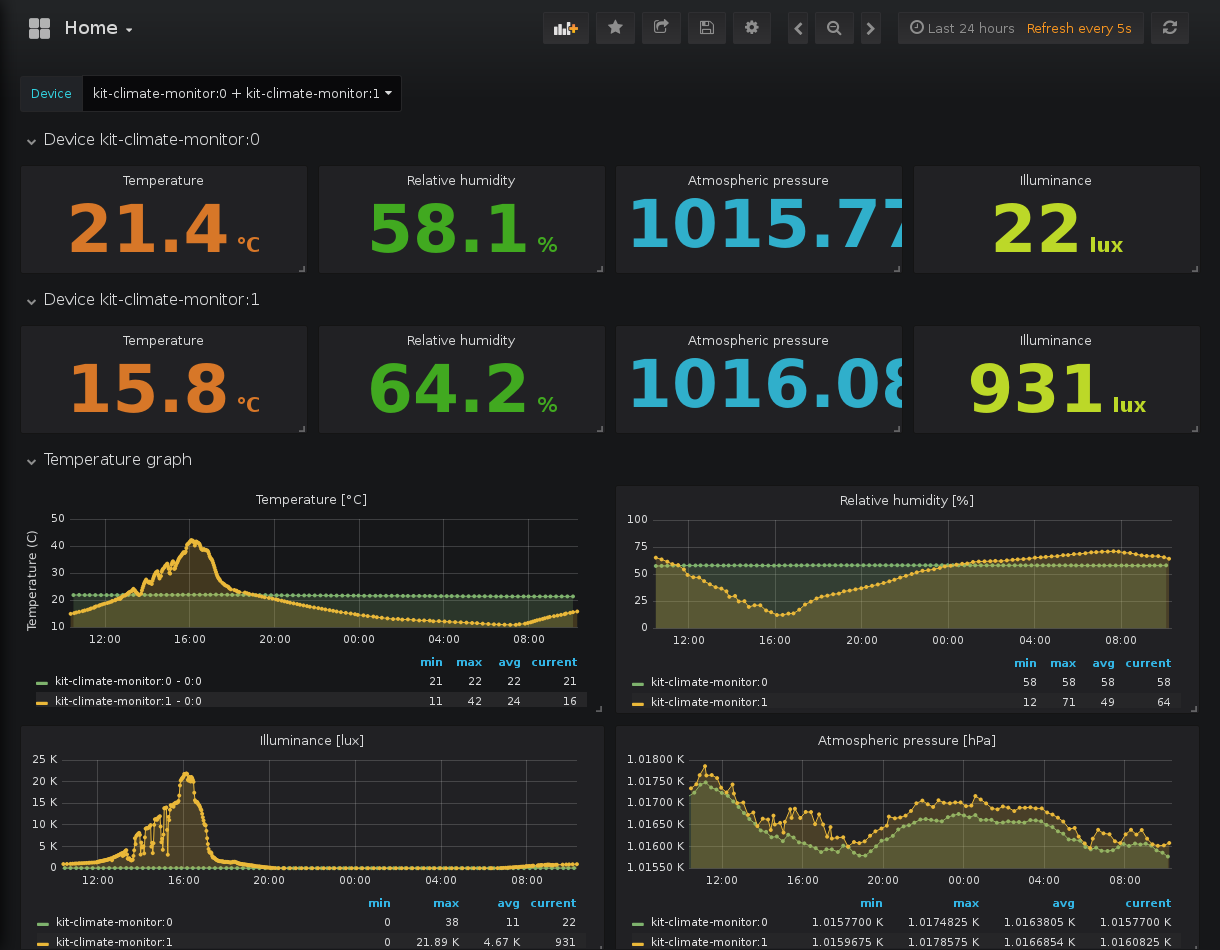 Home
Last 24 hours Refresh every 5s
Device kit-climate-monitor:0 + kit-climate-monitor:1
Device kit-climate-monitor:0
Temperature Relative humidity Atmospheric pressure Illuminance
21.4 °C 58.1 % 1015.77 22 lux
Device kit-climate-monitor:1
Temperature Relative humidity Atmospheric pressure Illuminance
15.8 °C 64.2 % 1016.08 931 lux
Temperature graph
Temperature [°C]
Temperature (C)
50
40
30
20
10
12:00 16:00 20:00 00:00 04:00 08:00
min max avg current
kit-climate-monitor:0 - 0:0 21 22 22 21
kit-climate-monitor:1 - 0:0 11 42 24 16
Relative humidity [%]
100
75
50
25
0
12:00 16:00 20:00 00:00 04:00 08:00
min max avg current
kit-climate-monitor:0 58 58 58 58
kit-climate-monitor:1 12 71 49 64
Illuminance [lux]
25 K
20 K
15 K
10 K
5 K
0
12:00 16:00 20:00 00:00 04:00 08:00
min max avg current
kit-climate-monitor:0 0 38 11 22
kit-climate-monitor:1 0 21.89 K 4.67 K 931
Atmospheric pressure [hPa]
1.01800 K
1.01750 K
1.01700 K
1.01650 K
1.01600 K
1.01550 K
12:00 16:00 20:00 00:00 04:00 08:00
min max avg current
kit-climate-monitor:0 1.0157700 K 1.0174825 K 1.0163805 K 1.0157700 K
kit-climate-monitor:1 1.0159675 K 1.0178575 K 1.0166854 K 1.0160825 K